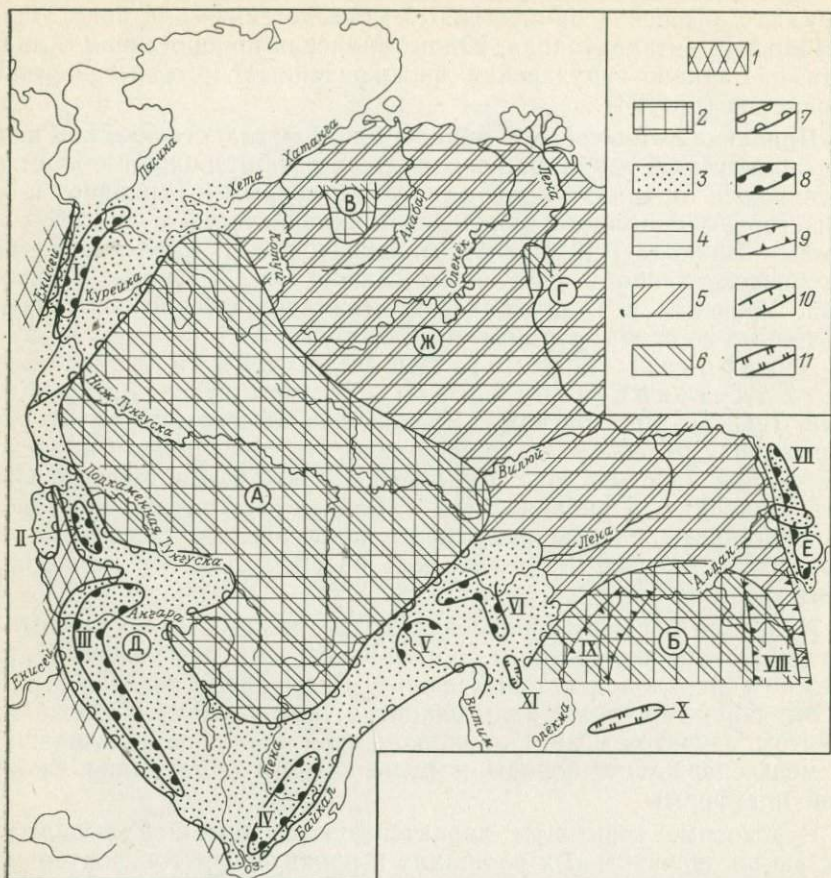 Пясина
Хета
Хатанга
Енисей
I
Курейка
Котуй
В
Анабар
Оленёк
Лена
Г
Ж
Ниж. Тунгуска
А
Вилюй
Подкаменная Тунгуска
II
Лена
Алдан
VII
Е
Ангара
Енисей
III
Д
V
VI
IX
Б
VIII
XI
X
Витим
Олёкма
Лена
IV
оз. Байкал
1
2
7
3
8
4
9
5
10
6
11